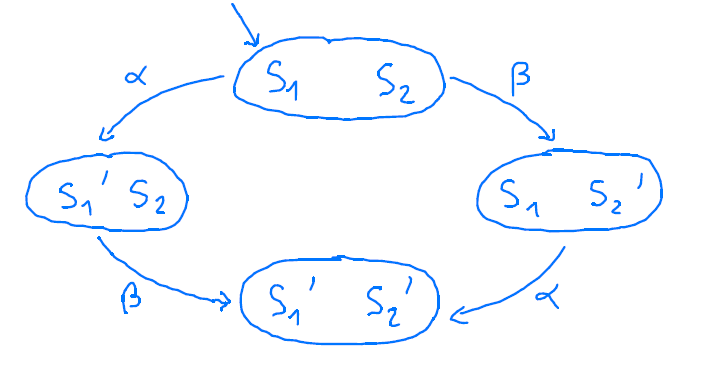 α β
S₁ S₂
S₁' S₂
S₁ S₂'
β α
S₁' S₂'